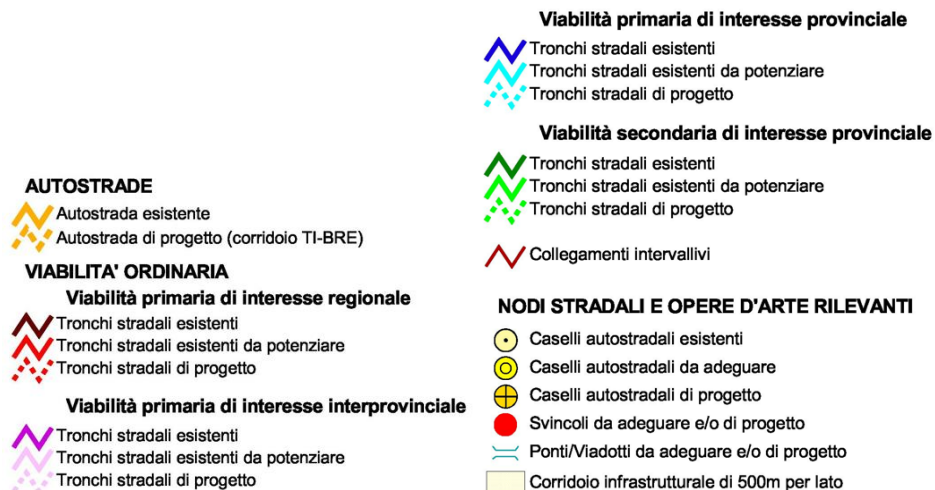 AUTOSTRADE
Autostrada esistente
Autostrada di progetto (corridoio TI-BRE)
VIABILITA' ORDINARIA
Viabilità primaria di interesse regionale
Tronchi stradali esistenti
Tronchi stradali esistenti da potenziare
Tronchi stradali di progetto
Viabilità primaria di interesse interprovinciale
Tronchi stradali esistenti
Tronchi stradali esistenti da potenziare
Tronchi stradali di progetto
Viabilità primaria di interesse provinciale
Tronchi stradali esistenti
Tronchi stradali esistenti da potenziare
Tronchi stradali di progetto
Viabilità secondaria di interesse provinciale
Tronchi stradali esistenti
Tronchi stradali esistenti da potenziare
Tronchi stradali di progetto
Collegamenti intervallivi
NODI STRADALI E OPERE D'ARTE RILEVANTI
Caselli autostradali esistenti
Caselli autostradali da adeguare
Caselli autostradali di progetto
Svincoli da adeguare e/o di progetto
Ponti/Viadotti da adeguare e/o di progetto
Corridoio infrastrutturale di 500m per lato